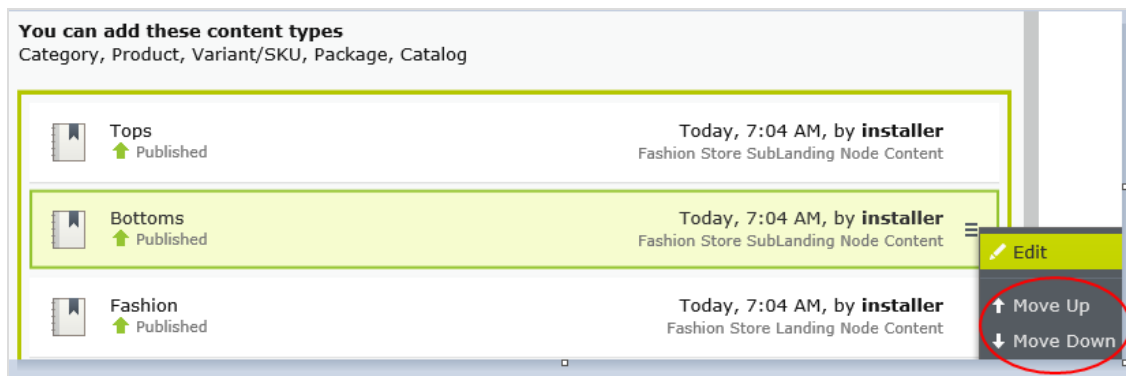 You can add these content types
Category, Product, Variant/SKU, Package, Catalog
Tops
Published
Today, 7:04 AM, by installer
Fashion Store SubLanding Node Content
Bottoms
Published
Today, 7:04 AM, by installer
Fashion Store SubLanding Node Content
Edit
Fashion
Published
Today, 7:04 AM, by installer
Fashion Store Landing Node Content
Move Up
Move Down